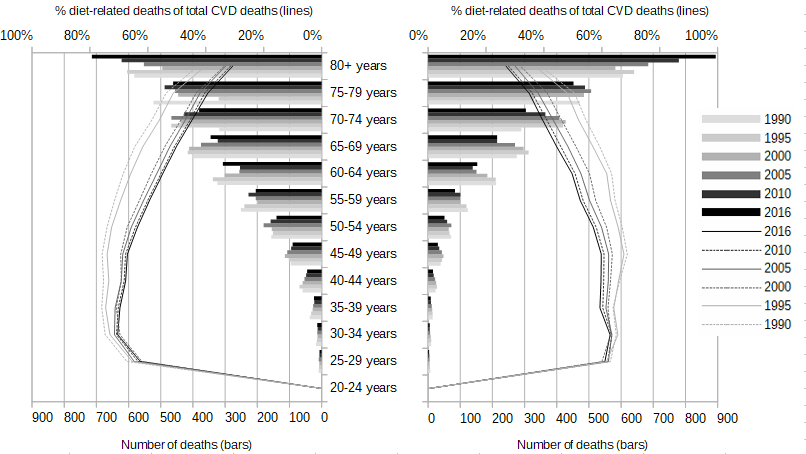 % diet-related deaths of total CVD deaths (lines)
% diet-related deaths of total CVD deaths (lines)
100% 80% 60% 40% 20% 0%
0% 20% 40% 60% 80% 100%
80+ years
75-79 years
70-74 years
65-69 years
60-64 years
55-59 years
50-54 years
45-49 years
40-44 years
35-39 years
30-34 years
25-29 years
20-24 years
1990
1995
2000
2005
2010
2016
2016
2010
2005
2000
1995
1990
900 800 700 600 500 400 300 200 100 0
0 100 200 300 400 500 600 700 800 900
Number of deaths (bars)
Number of deaths (bars)